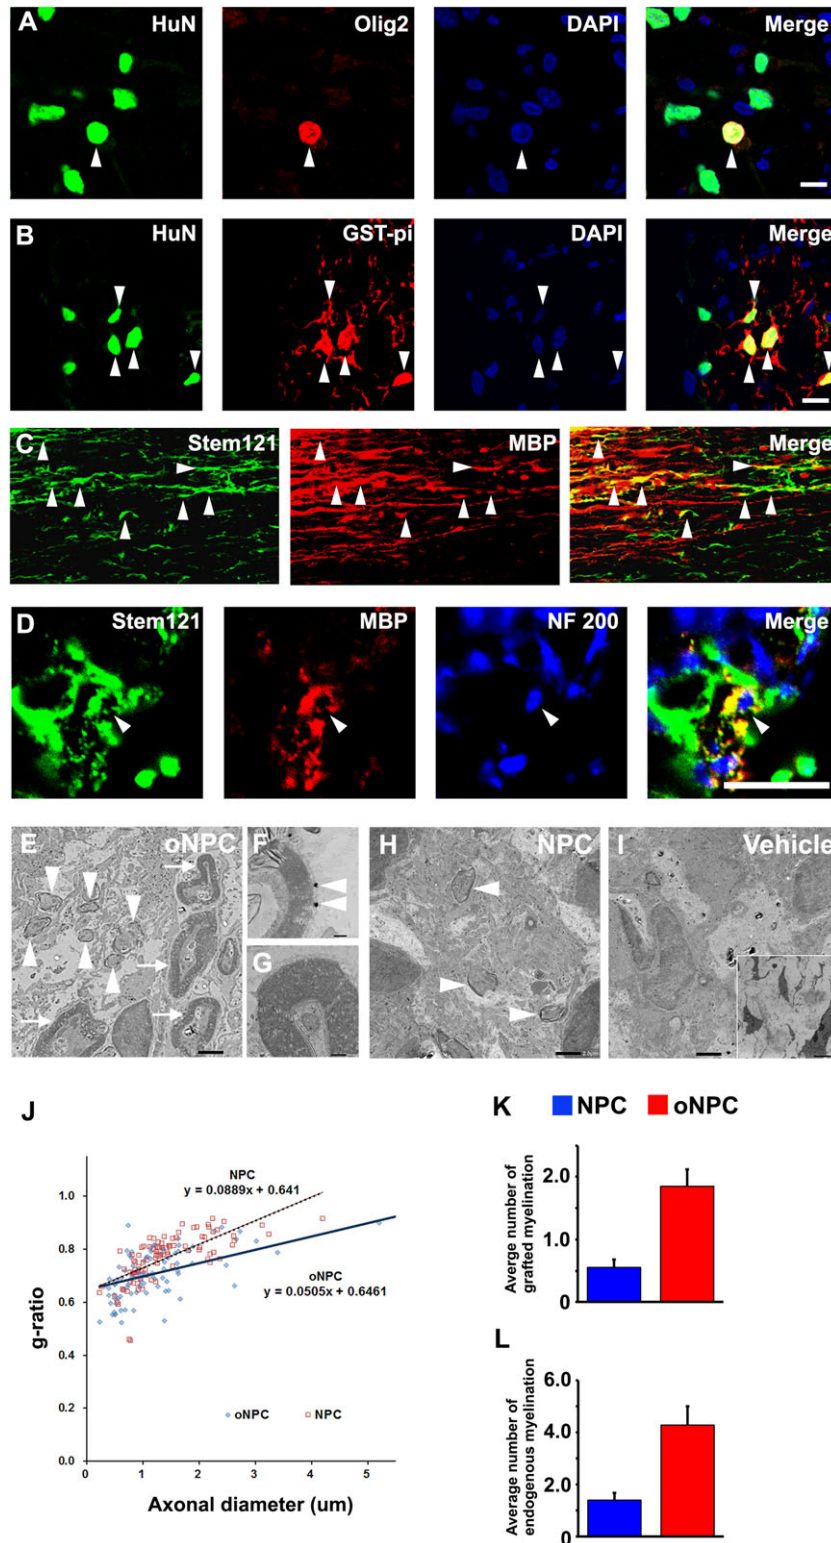 A HuN Olig2 DAPI Merge
B HuN GST-pi DAPI Merge
C Stem121 MBP Merge
D Stem121 MBP NF 200 Merge
E oNPC F H NPC I Vehicle
G
J
NPC
y = 0.0889x + 0.641
oNPC
y = 0.0505x + 0.6461
1.0
0.8
0.6
0.4
0.2
0.0
g-ratio
oNPC NPC
0 1 2 3 4 5
Axonal diameter (um)
K NPC oNPC
Averge number of
grafted myelination
2.0
1.0
0
L
Average number of
endogenous myelination
6.0
4.0
2.0
0